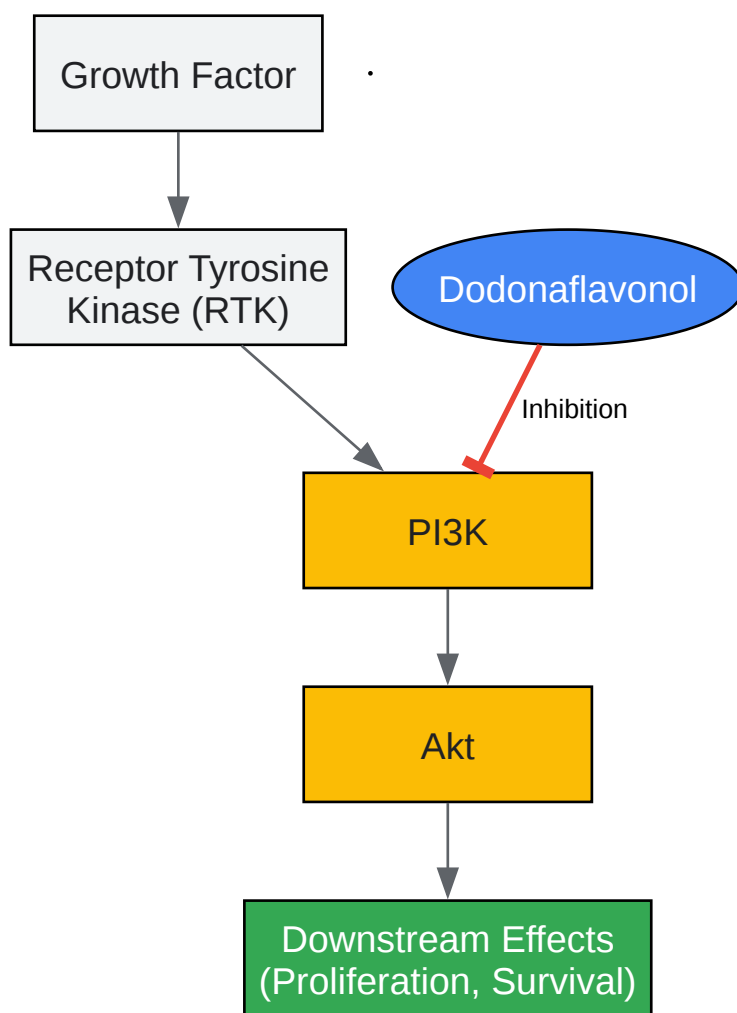 Growth Factor
Receptor Tyrosine
Kinase (RTK)
Dodonaflavonol
Inhibition
PI3K
Akt
Downstream Effects
(Proliferation, Survival)